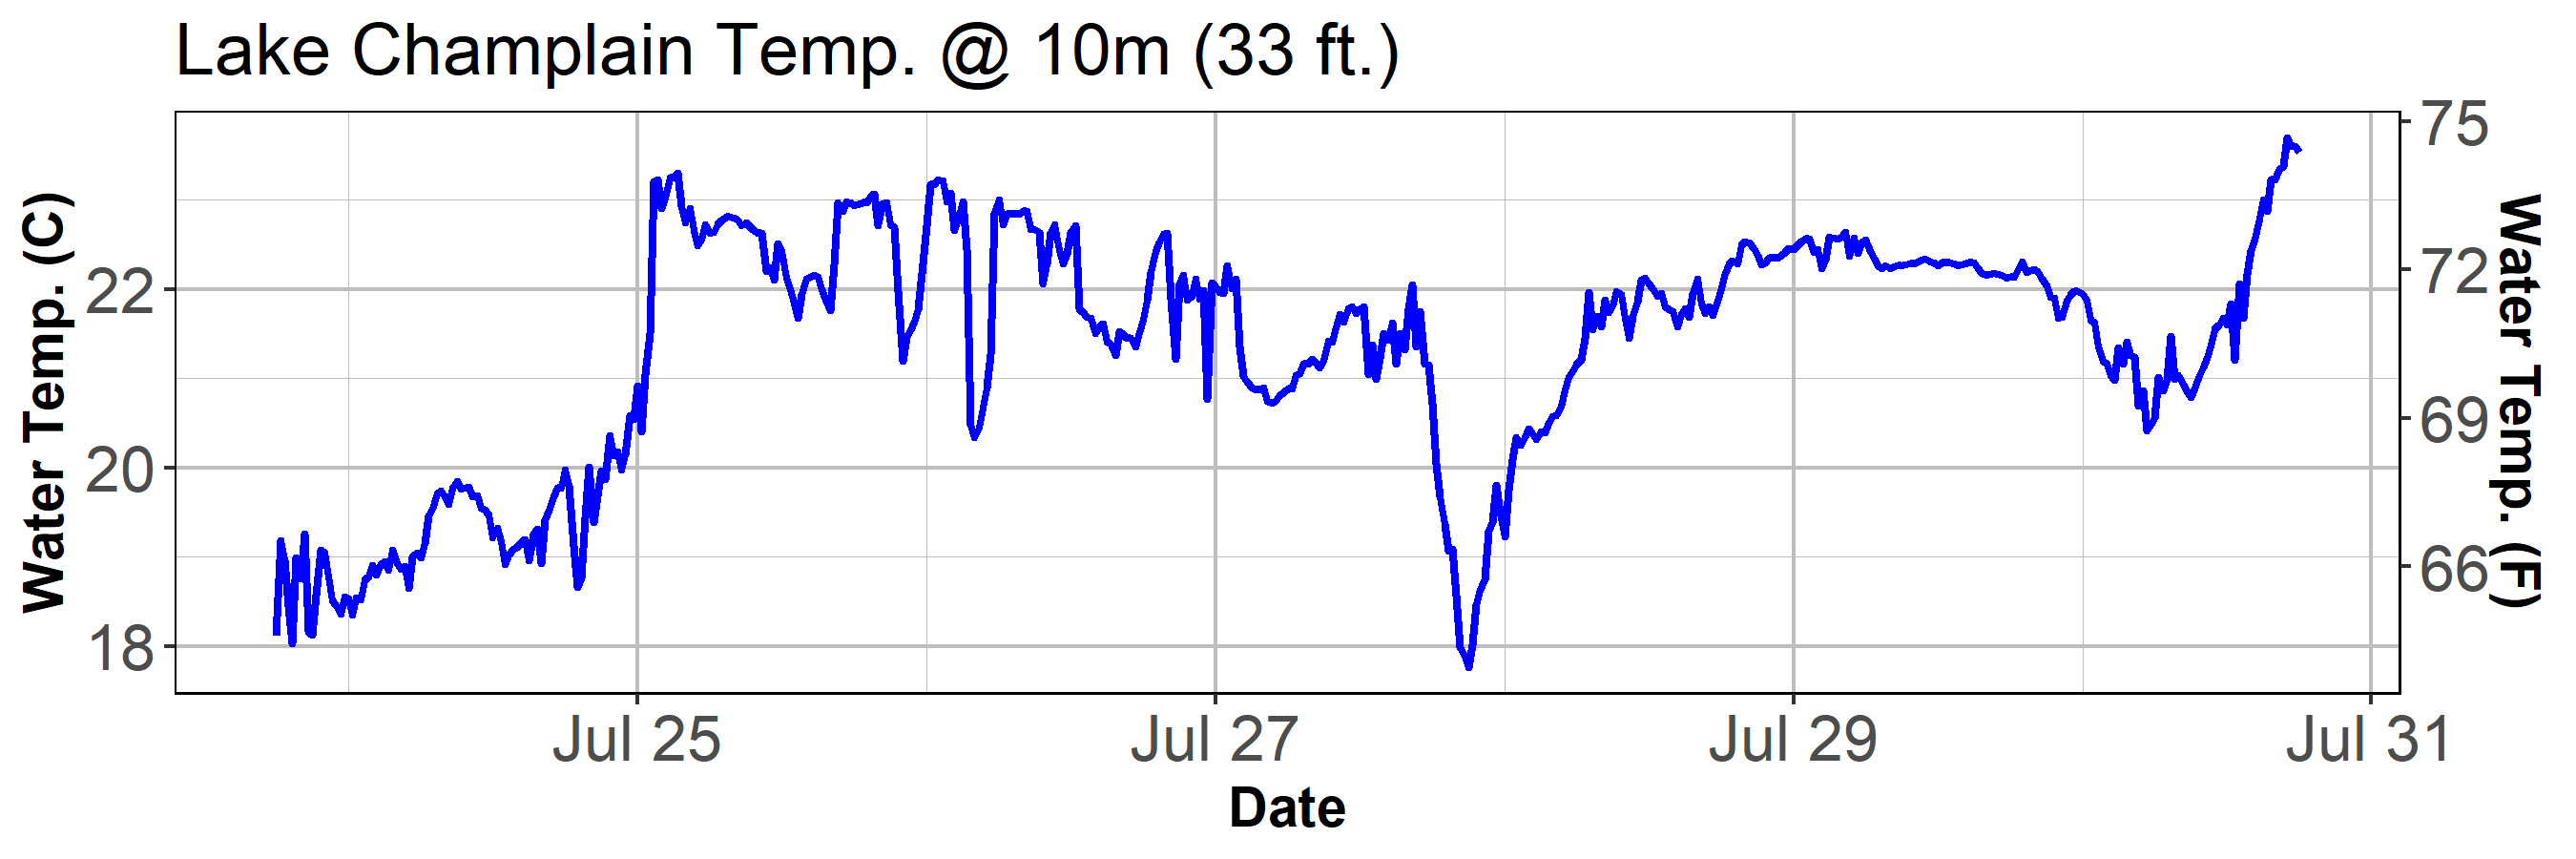 Lake Champlain Temp. @ 10m (33 ft.)
Water Temp. (C)
22
20
18
75
72
69
66
Water Temp. (F)
Jul 25
Jul 27
Jul 29
Jul 31
Date